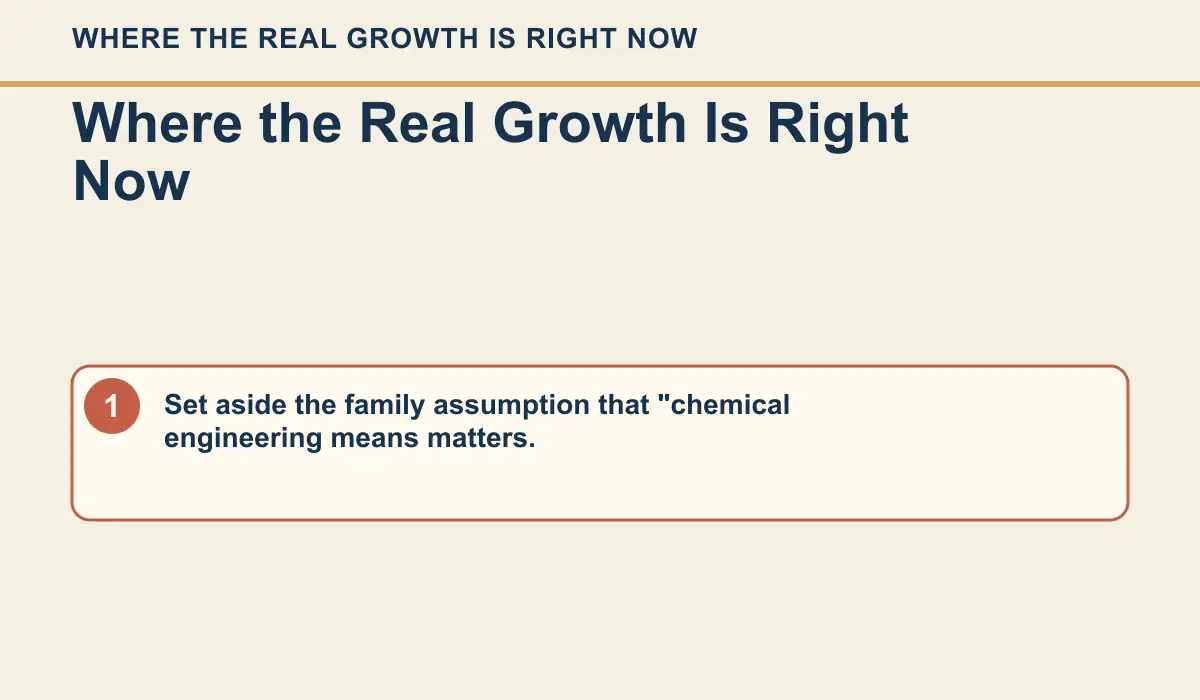 WHERE THE REAL GROWTH IS RIGHT NOW
Where the Real Growth Is Right
Now
1
Set aside the family assumption that "chemical
engineering means matters.